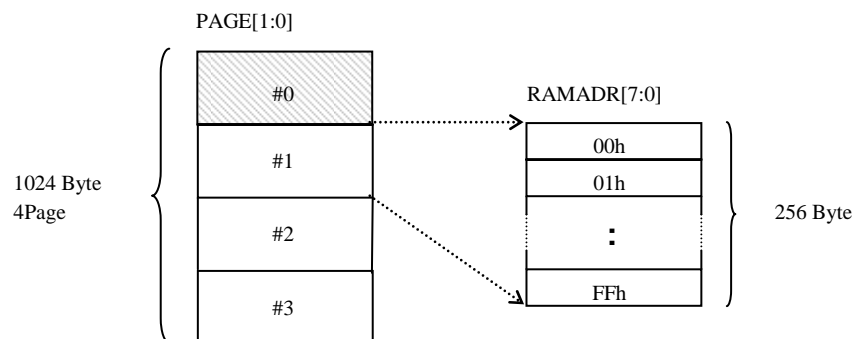 PAGE[1:0]
#0
#1
#2
#3
1024 Byte
4Page
RAMADR[7:0]
00h
01h
:
FFh
256 Byte